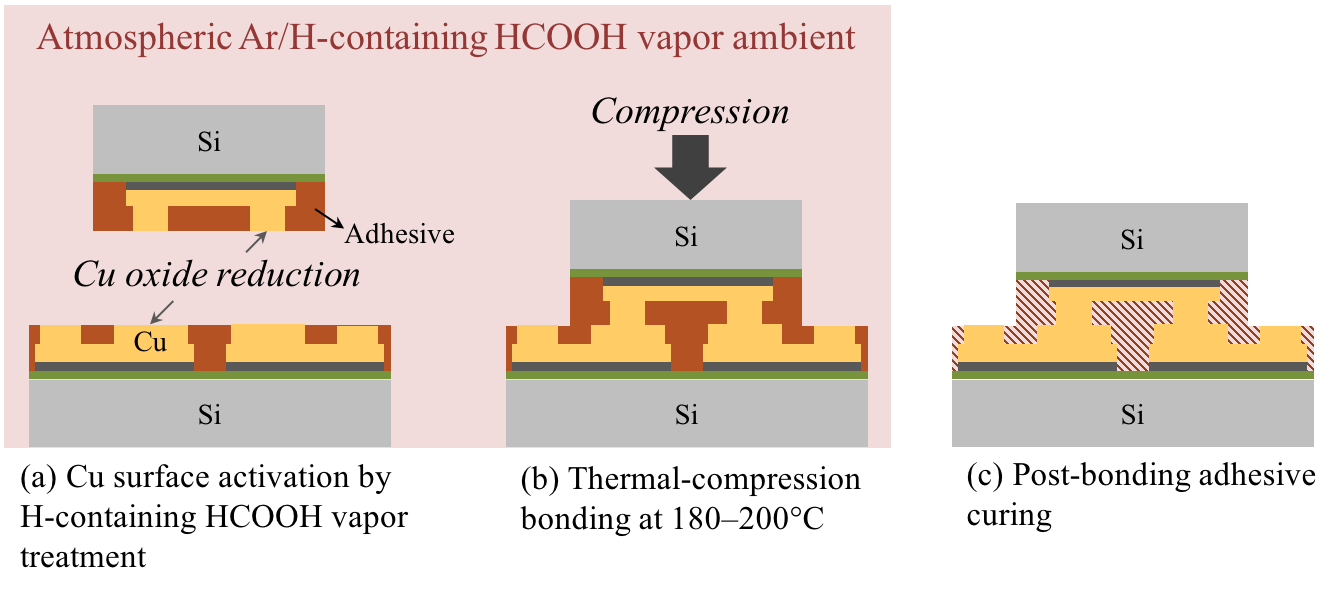 Atmospheric Ar/H-containing HCOOH vapor ambient
Compression
Si
Adhesive
Cu oxide reduction
Cu
Si
Si
Si
Si
Si
(a) Cu surface activation by
H-containing HCOOH vapor
treatment
(b) Thermal-compression
bonding at 180–200°C
(c) Post-bonding adhesive
curing